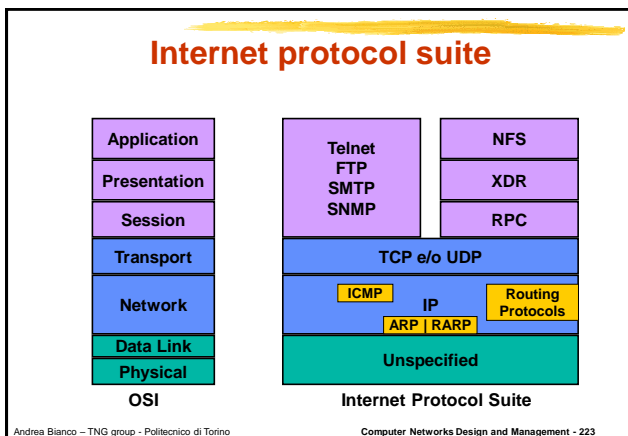 Internet protocol suite
Application
Presentation
Session
Transport
Network
Data Link
Physical
OSI
Telnet
FTP
SMTP
SNMP
NFS
XDR
RPC
TCP e/o UDP
ICMP
IP
Routing
Protocols
ARP | RARP
Unspecified
Internet Protocol Suite
Andrea Bianco – TNG group - Politecnico di Torino
Computer Networks Design and Management - 223